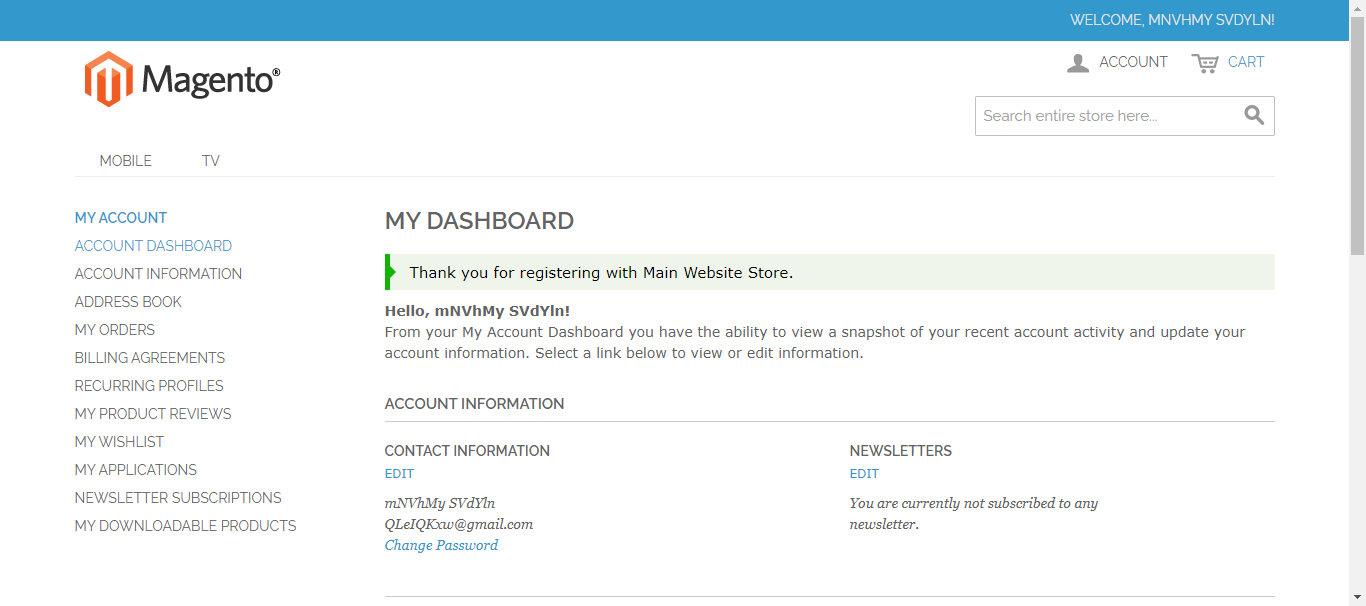 WELCOME, MNVHMY SVDYLN!
Magento®
ACCOUNT
CART
Search entire store here...
MOBILE
TV
MY ACCOUNT
ACCOUNT DASHBOARD
ACCOUNT INFORMATION
ADDRESS BOOK
MY ORDERS
BILLING AGREEMENTS
RECURRING PROFILES
MY PRODUCT REVIEWS
MY WISHLIST
MY APPLICATIONS
NEWSLETTER SUBSCRIPTIONS
MY DOWNLOADABLE PRODUCTS
MY DASHBOARD
Thank you for registering with Main Website Store.
Hello, mNVhMy SVdYln!
From your My Account Dashboard you have the ability to view a snapshot of your recent account activity and update your
account information. Select a link below to view or edit information.
ACCOUNT INFORMATION
CONTACT INFORMATION
EDIT
mNVhMy SVdYln
QLeIQKxw@gmail.com
Change Password
NEWSLETTERS
EDIT
You are currently not subscribed to any
newsletter.